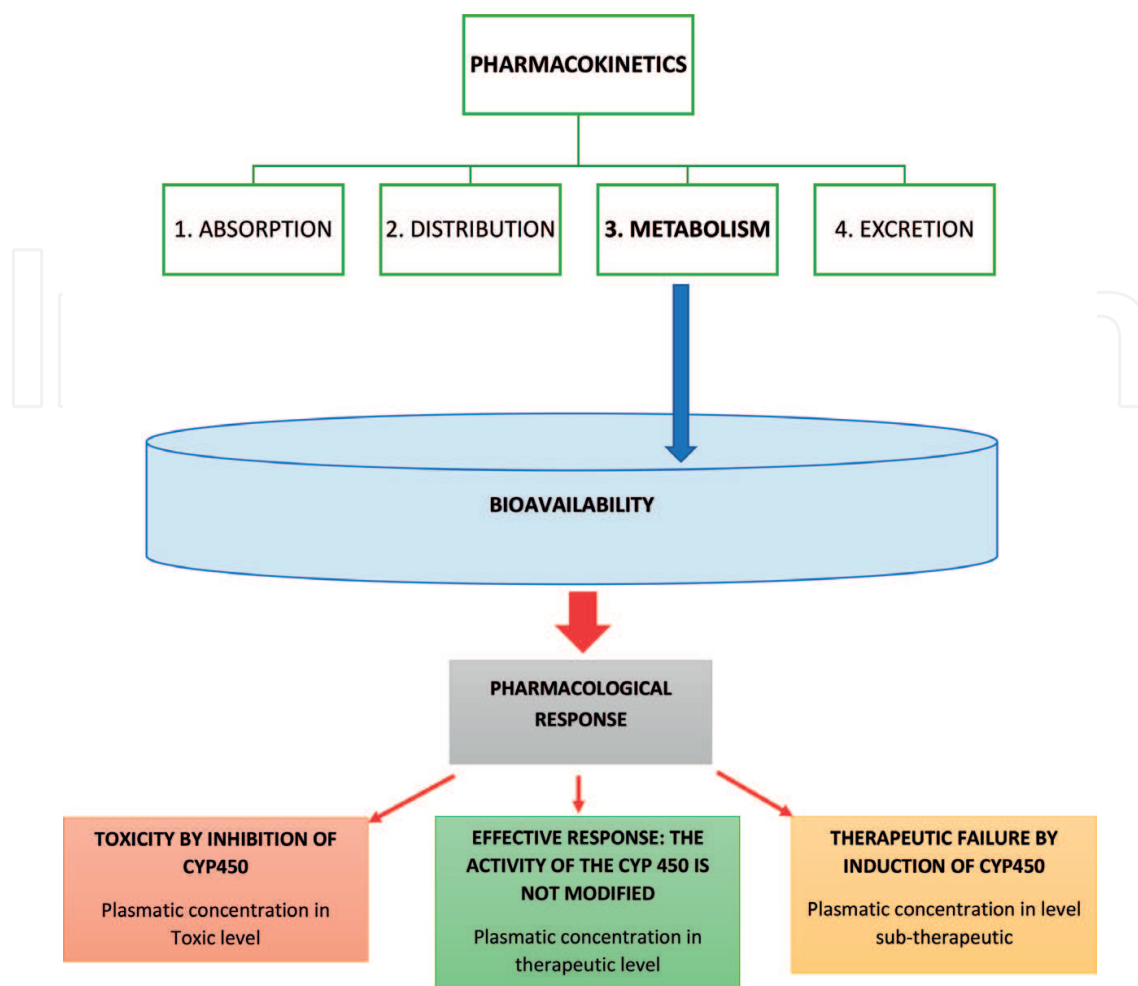 PHARMACOKINETICS
1. ABSORPTION
2. DISTRIBUTION
3. METABOLISM
4. EXCRETION
BIOAVAILABILITY
PHARMACOLOGICAL
RESPONSE
TOXICITY BY INHIBITION OF
CYP450
Plasmatic concentration in
Toxic level
EFFECTIVE RESPONSE: THE
ACTIVITY OF THE CYP 450 IS
NOT MODIFIED
Plasmatic concentration in
therapeutic level
THERAPEUTIC FAILURE BY
INDUCTION OF CYP450
Plasmatic concentration in level
sub-therapeutic